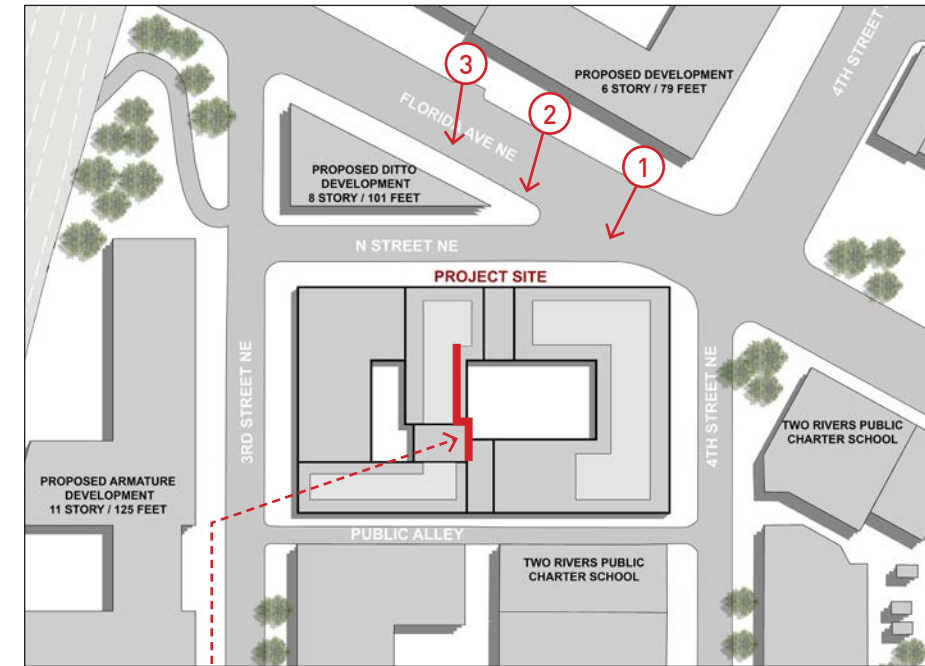 3
2
1
4TH STREET
PROPOSED DEVELOPMENT
6 STORY / 79 FEET
FLORIDA AVE NE
PROPOSED DITTO
DEVELOPMENT
8 STORY / 101 FEET
N STREET NE
PROJECT SITE
3RD STREET NE
4TH STREET NE
TWO RIVERS PUBLIC
CHARTER SCHOOL
PROPOSED ARMATURE
DEVELOPMENT
11 STORY / 125 FEET
PUBLIC ALLEY
TWO RIVERS PUBLIC
CHARTER SCHOOL